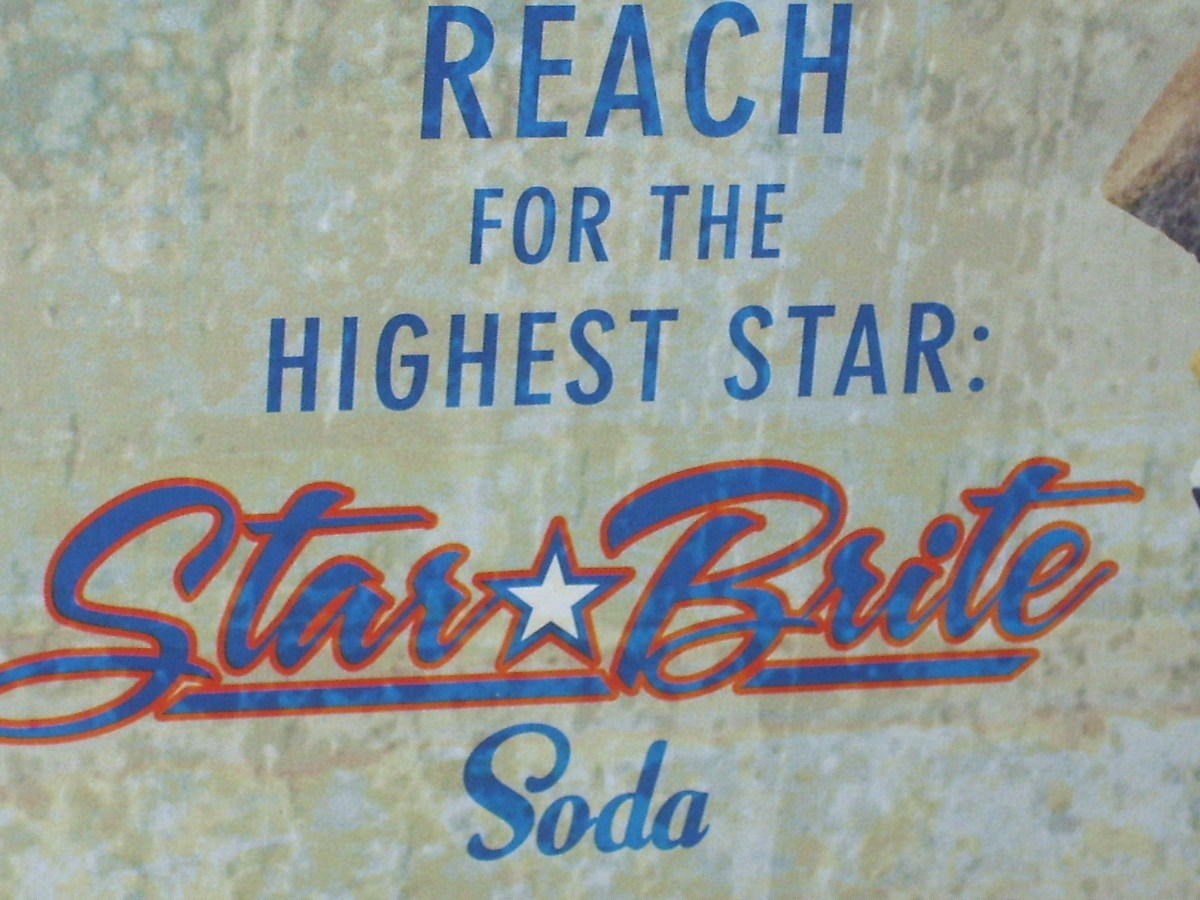 REACH
FOR THE
HIGHEST STAR:
Star Brite
Soda